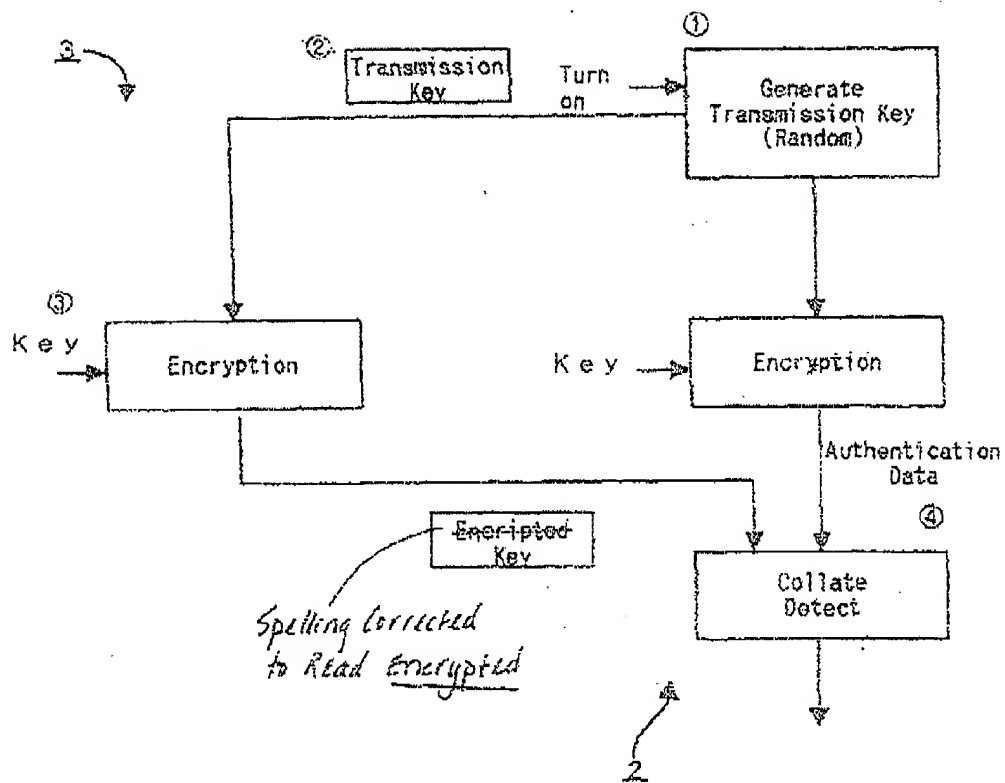 3
②
Transmission
Key
①
Turn
on
Generate
Transmission Key
(Random)
③
Key
Encryption
Key
Encryption
Authentication
Data
④
Encripted
Key
Collate
Detect
Spelling Corrected
to Read Encrypted
2